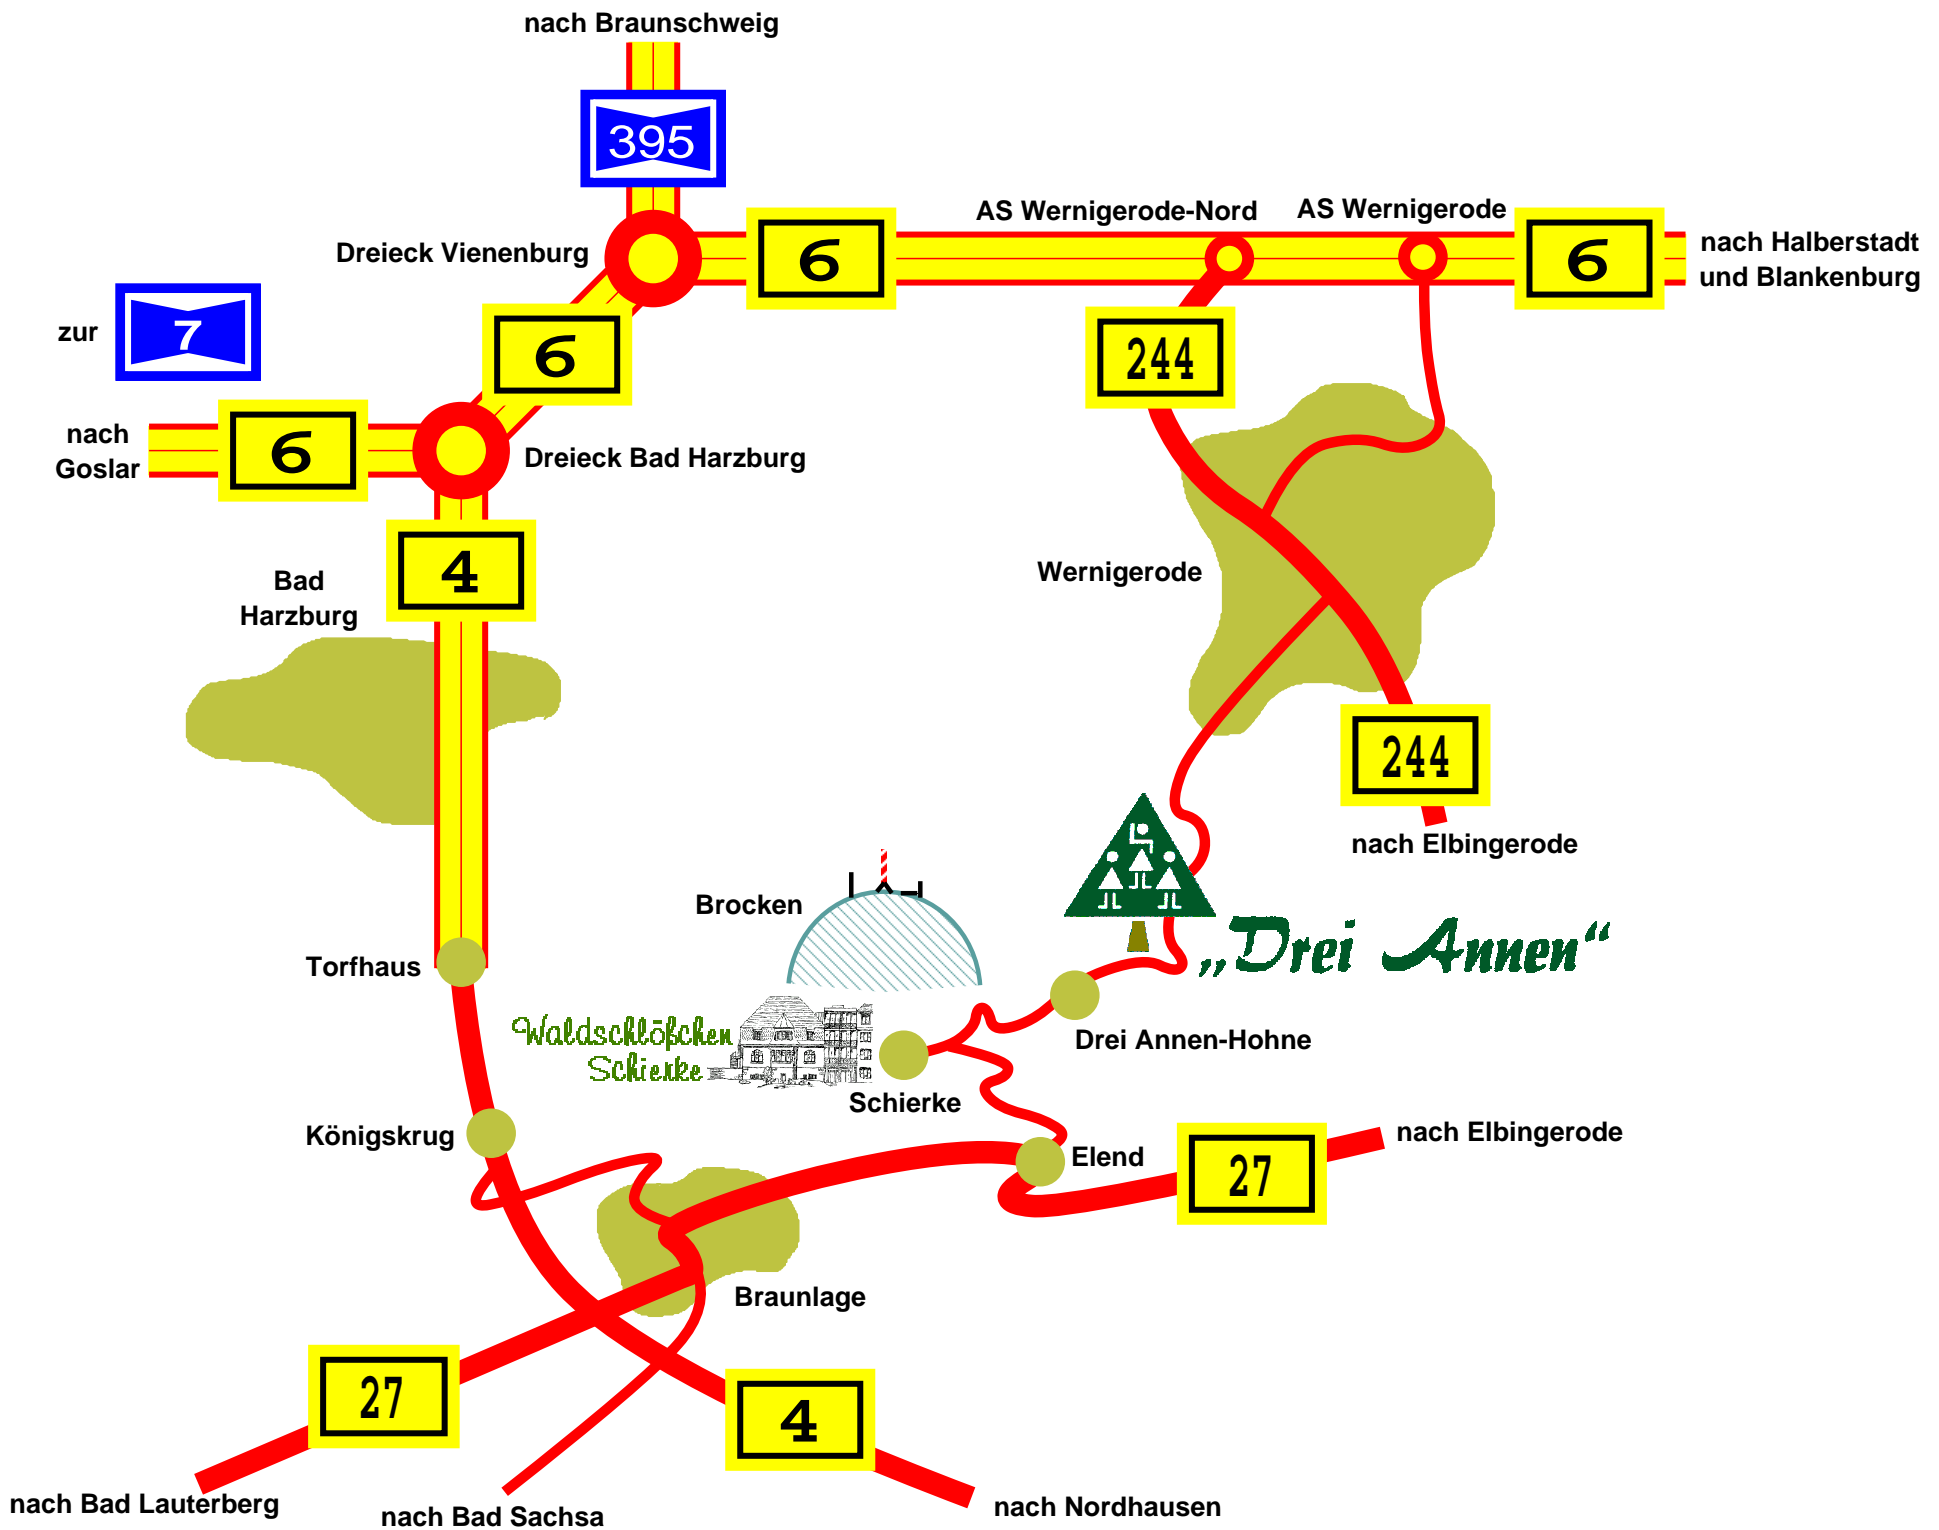 nach Braunschweig
395
AS Wernigerode-Nord
AS Wernigerode
Dreieck Vienenburg
6
6
nach Halberstadt
und Blankenburg
zur
7
6
244
nach
Goslar
6
Dreieck Bad Harzburg
4
Bad
Harzburg
Wernigerode
244
nach Elbingerode
Brocken
„Drei Annen“
Torfhaus
Waldschlößchen
Schierke
Drei Annen-Hohne
Schierke
Königskrug
Elend
27
nach Elbingerode
Braunlage
27
4
nach Bad Lauterberg
nach Bad Sachsa
nach Nordhausen